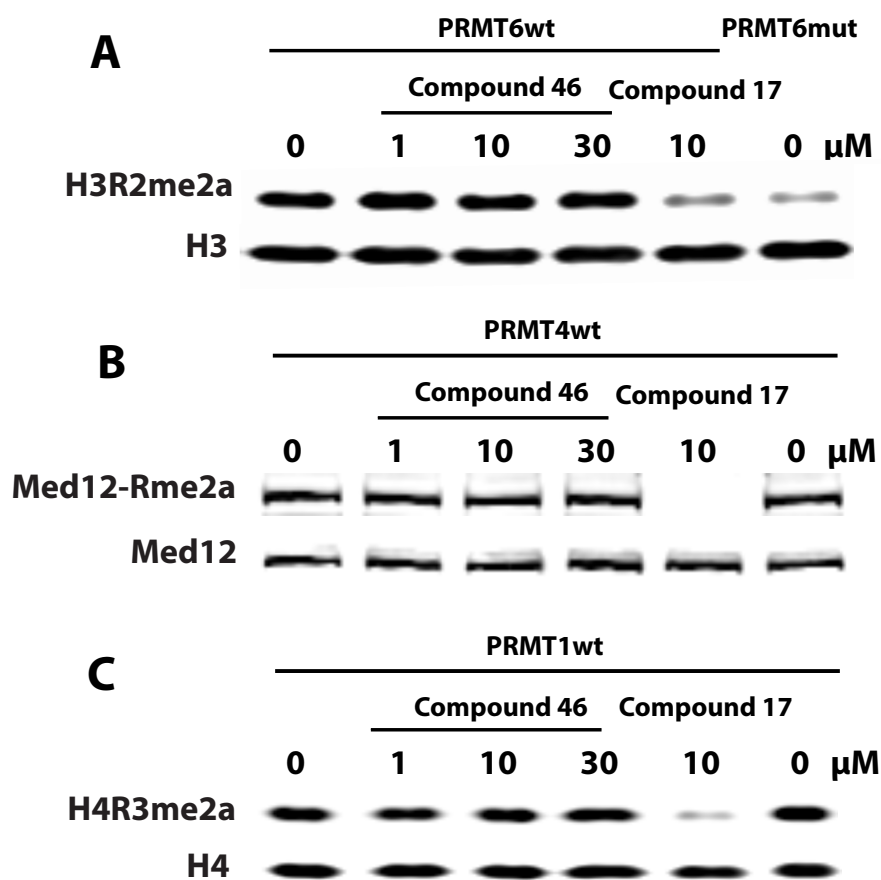 PRMT6wt PRMT6mut
A
Compound 46 Compound 17
0 1 10 30 10 0 µM
H3R2me2a
H3
PRMT4wt
B
Compound 46 Compound 17
0 1 10 30 10 0 µM
Med12-Rme2a
Med12
PRMT1wt
C
Compound 46 Compound 17
0 1 10 30 10 0 µM
H4R3me2a
H4